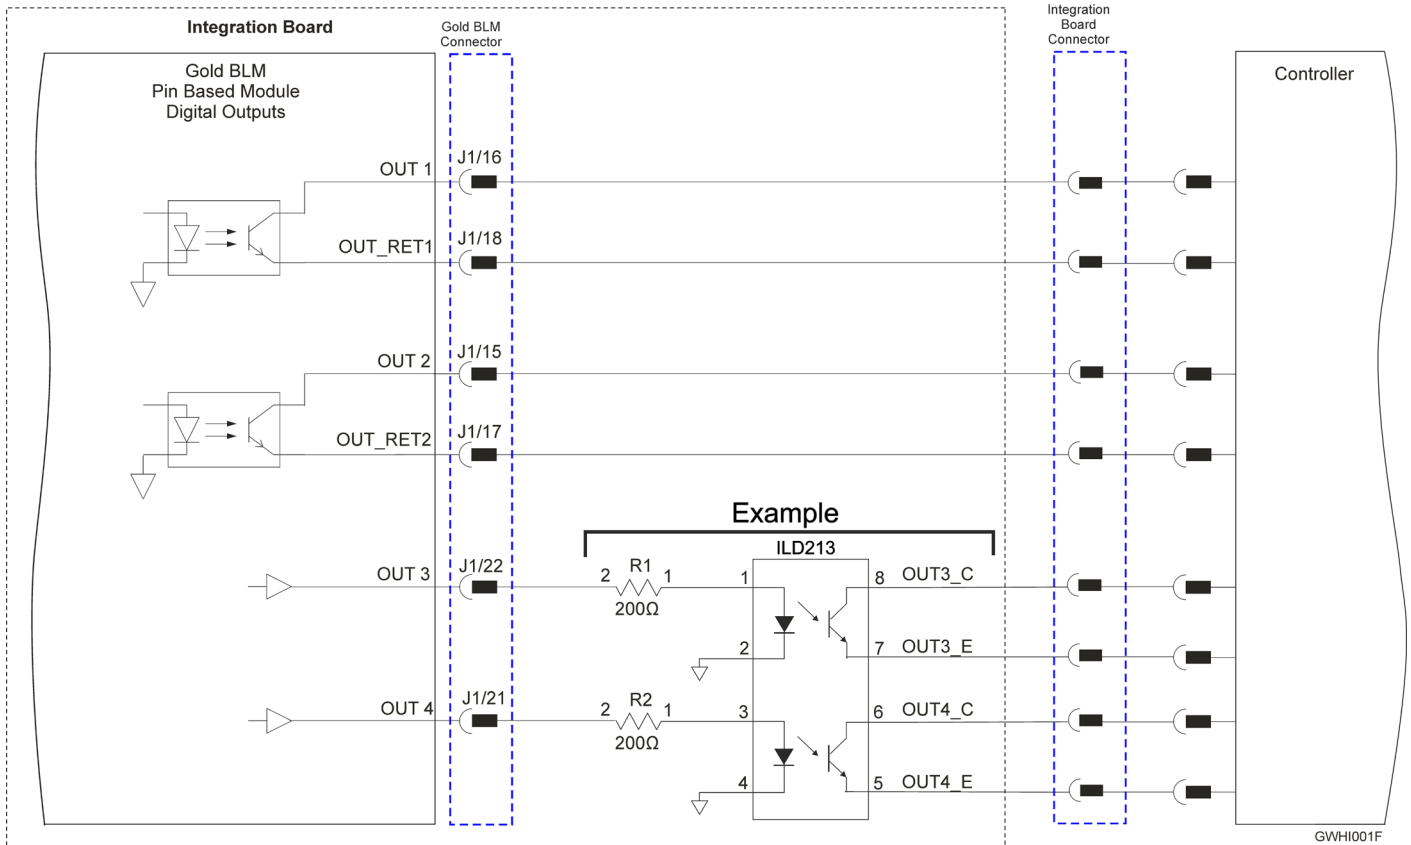 Integration Board
Gold BLM
Connector
Integration
Board
Connector
Gold BLM
Pin Based Module
Digital Outputs
Controller
OUT 1
J1/16
OUT_RET1
J1/18
OUT 2
J1/15
OUT_RET2
J1/17
Example
ILD213
OUT 3
J1/22
2 R1 1
200Ω
1
8 OUT3_C
2
7 OUT3_E
OUT 4
J1/21
2 R2 1
200Ω
3
6 OUT4_C
4
5 OUT4_E
GWHI001F